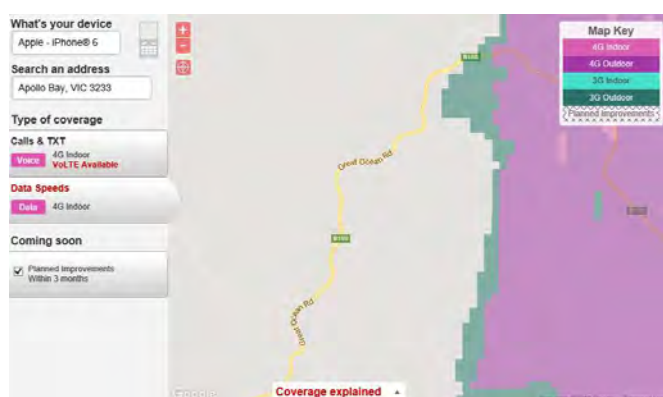 What's your device
Apple - iPhone® 6
Search an address
Apollo Bay, VIC 3233
Type of coverage
Calls & TXT
Voice
4G Indoor
VoLTE Available
Data Speeds
Data
4G Indoor
Coming soon
Planned Improvements
Within 3 months
+
-
B100
Great Ocean Rd
B100
Great Ocean Rd
Map Key
4G Indoor
4G Outdoor
3G Indoor
3G Outdoor
Planned Improvements
Coverage explained